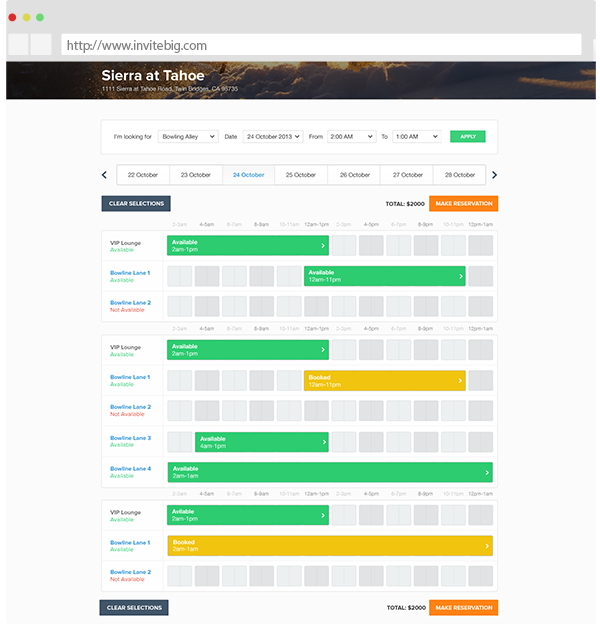 http://www.invitebig.com
Sierra at Tahoe
1111 Sierra at Tahoe Road, Twin Bridges, CA 95735
I'm looking for Bowling Alley Date 24 October 2013 From 2:00 AM To 1:00 AM APPLY
22 October 23 October 24 October 25 October 26 October 27 October 28 October
CLEAR SELECTIONS TOTAL: $2000 MAKE RESERVATION
2-3am 4-5am 6-7am 8-9am 10-11am 12am-1pm 2-3pm 4-5pm 6-7pm 8-9pm 10-11pm 12pm-1am
VIP Lounge Available
Available 2am-1pm
Bowline Lane 1 Available
Available 12am-11pm
Bowline Lane 2
Not Available
2-3am 4-5am 6-7am 8-9am 10-11am 12am-1pm 2-3pm 4-5pm 6-7pm 8-9pm 10-11pm 12pm-1am
VIP Lounge Available
Available 2am-1pm
Bowline Lane 1 Booked
Available 12am-11pm
Bowline Lane 2
Not Available
Bowline Lane 3 Available
Available 4am-1pm
Bowline Lane 4 Available
Available 2am-1am
2-3am 4-5am 6-7am 8-9am 10-11am 12am-1pm 2-3pm 4-5pm 6-7pm 8-9pm 10-11pm 12pm-1am
VIP Lounge Avilable
Available 2am-1pm
Bowline Lane 1 Booked
Available 2am-1am
Bowline Lane 2
Not Available
CLEAR SELECTIONS TOTAL: $2000 MAKE RESERVATION